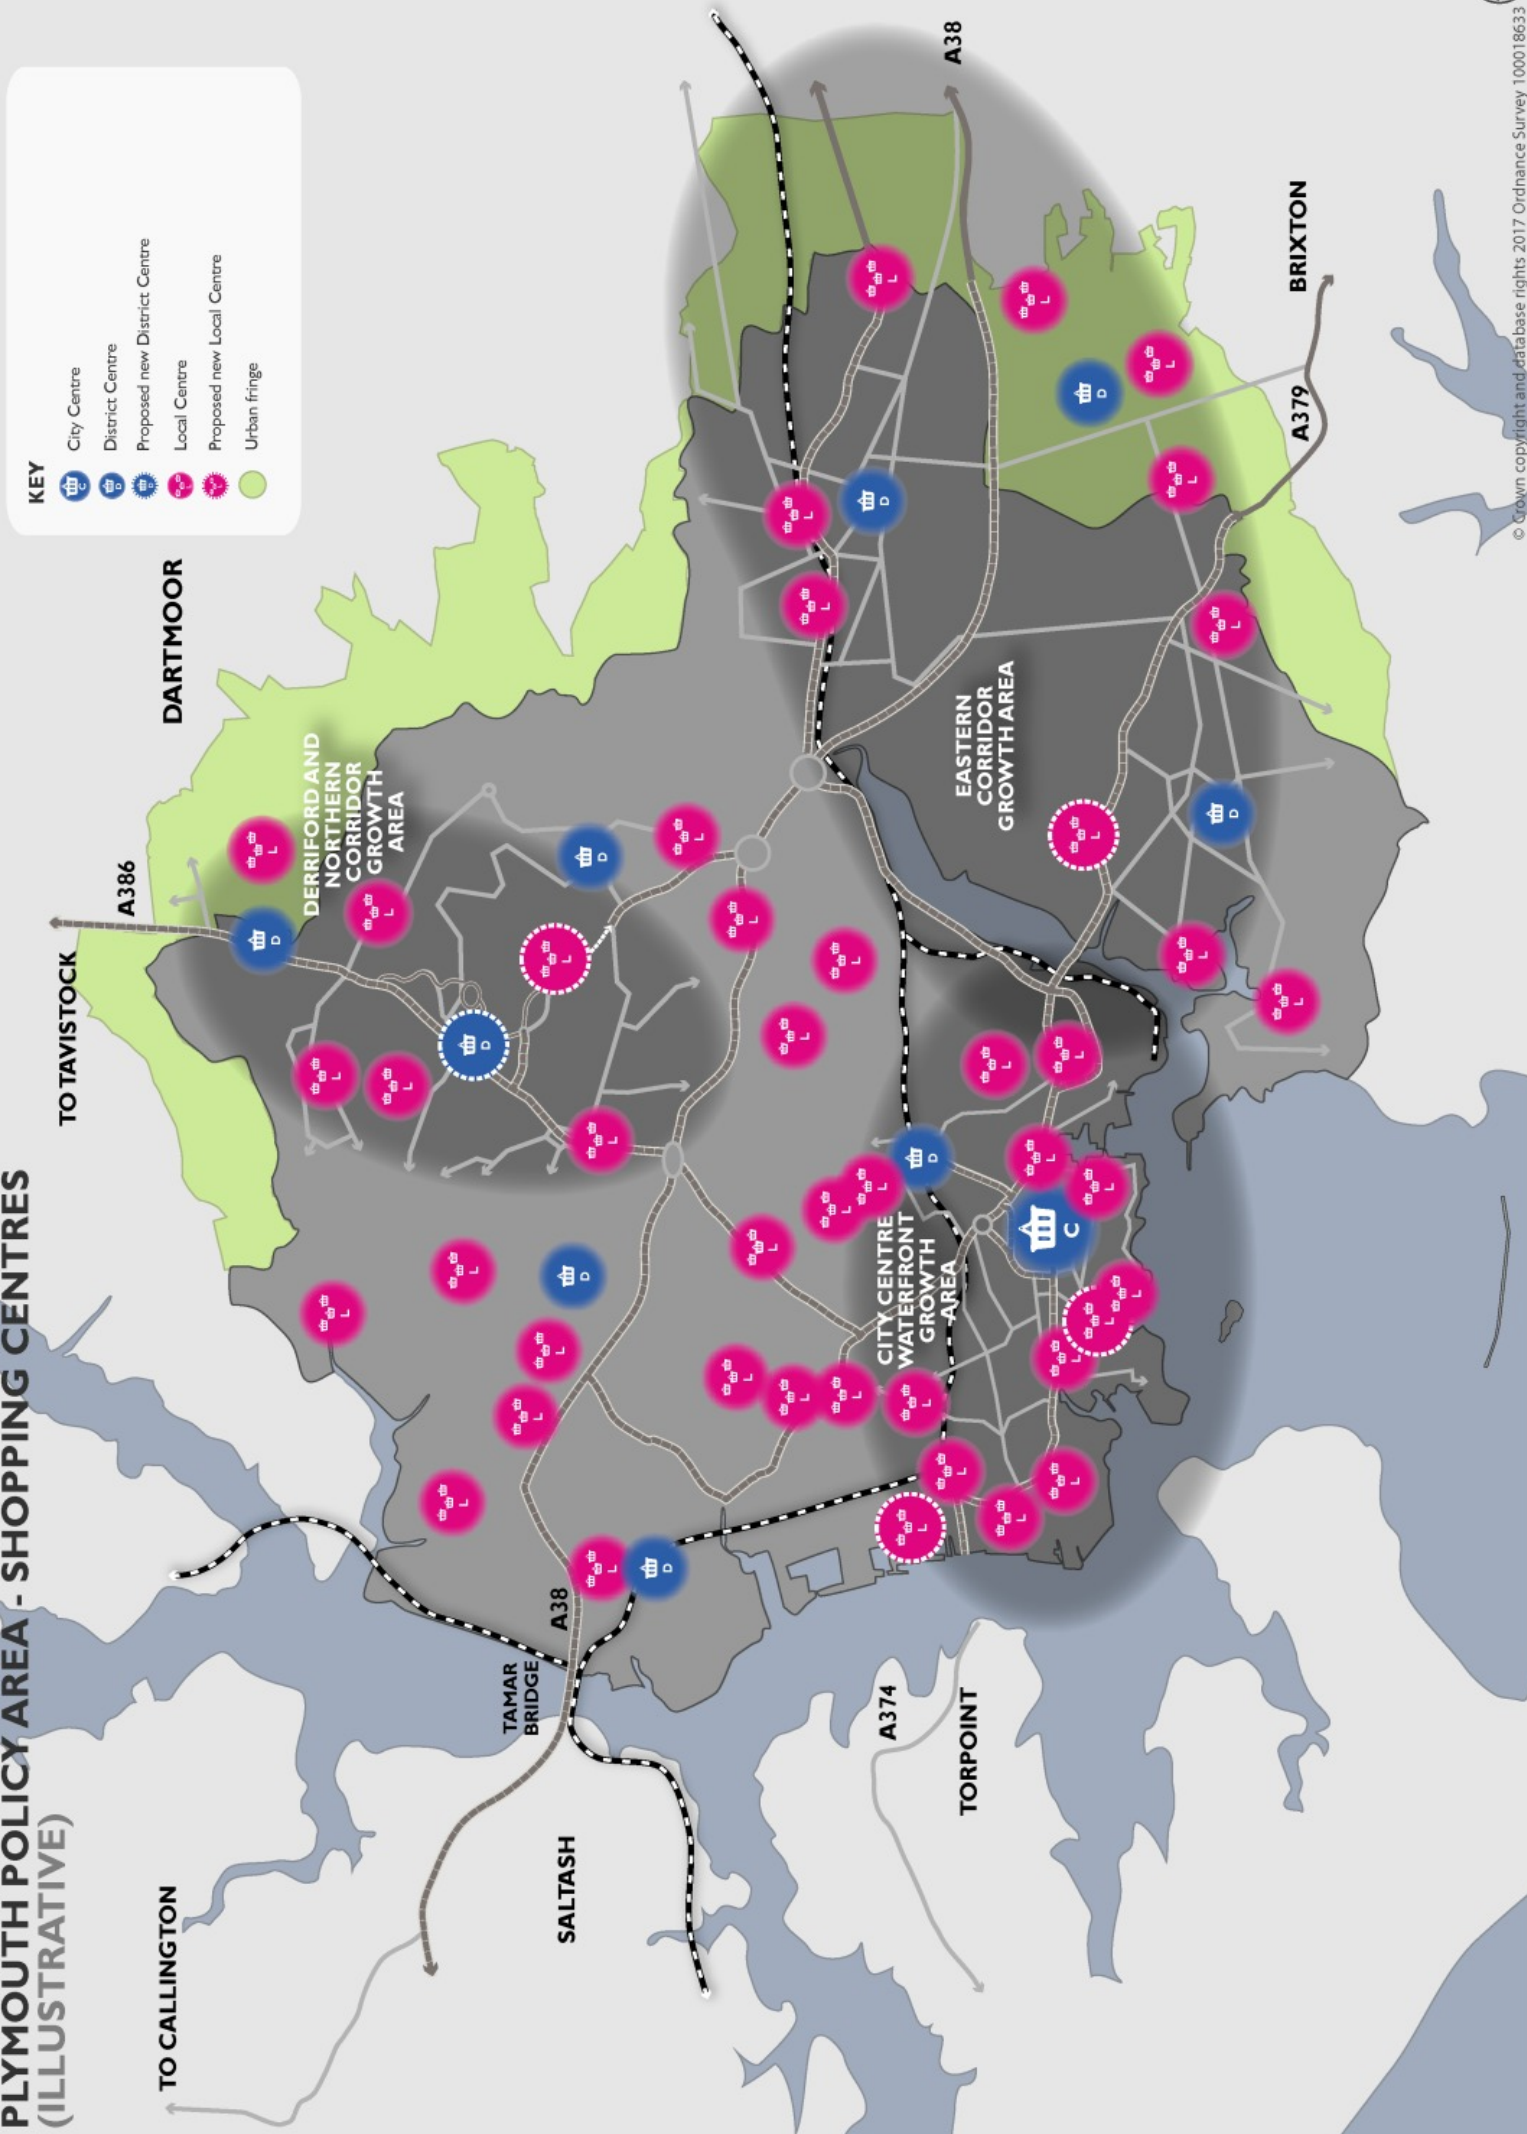 PLYMOUTH POLICY AREA - SHOPPING CENTRES
(ILLUSTRATIVE)
KEY
C City Centre
D District Centre
D Proposed new District Centre
L Local Centre
L Proposed new Local Centre
Urban fringe
TO CALLINGTON
TO TAVISTOCK
A386
DARTMOOR
DERRIFORD AND
NORTHERN
CORRIDOR
GROWTH
AREA
SALTASH
TAMAR
BRIDGE
A38
A38
EASTERN
CORRIDOR
GROWTH AREA
CITY CENTRE
WATERFRONT
GROWTH
AREA
A374
TORPOINT
BRIXTON
A379
C
© Crown copyright and database rights 2017 Ordnance Survey 100018633